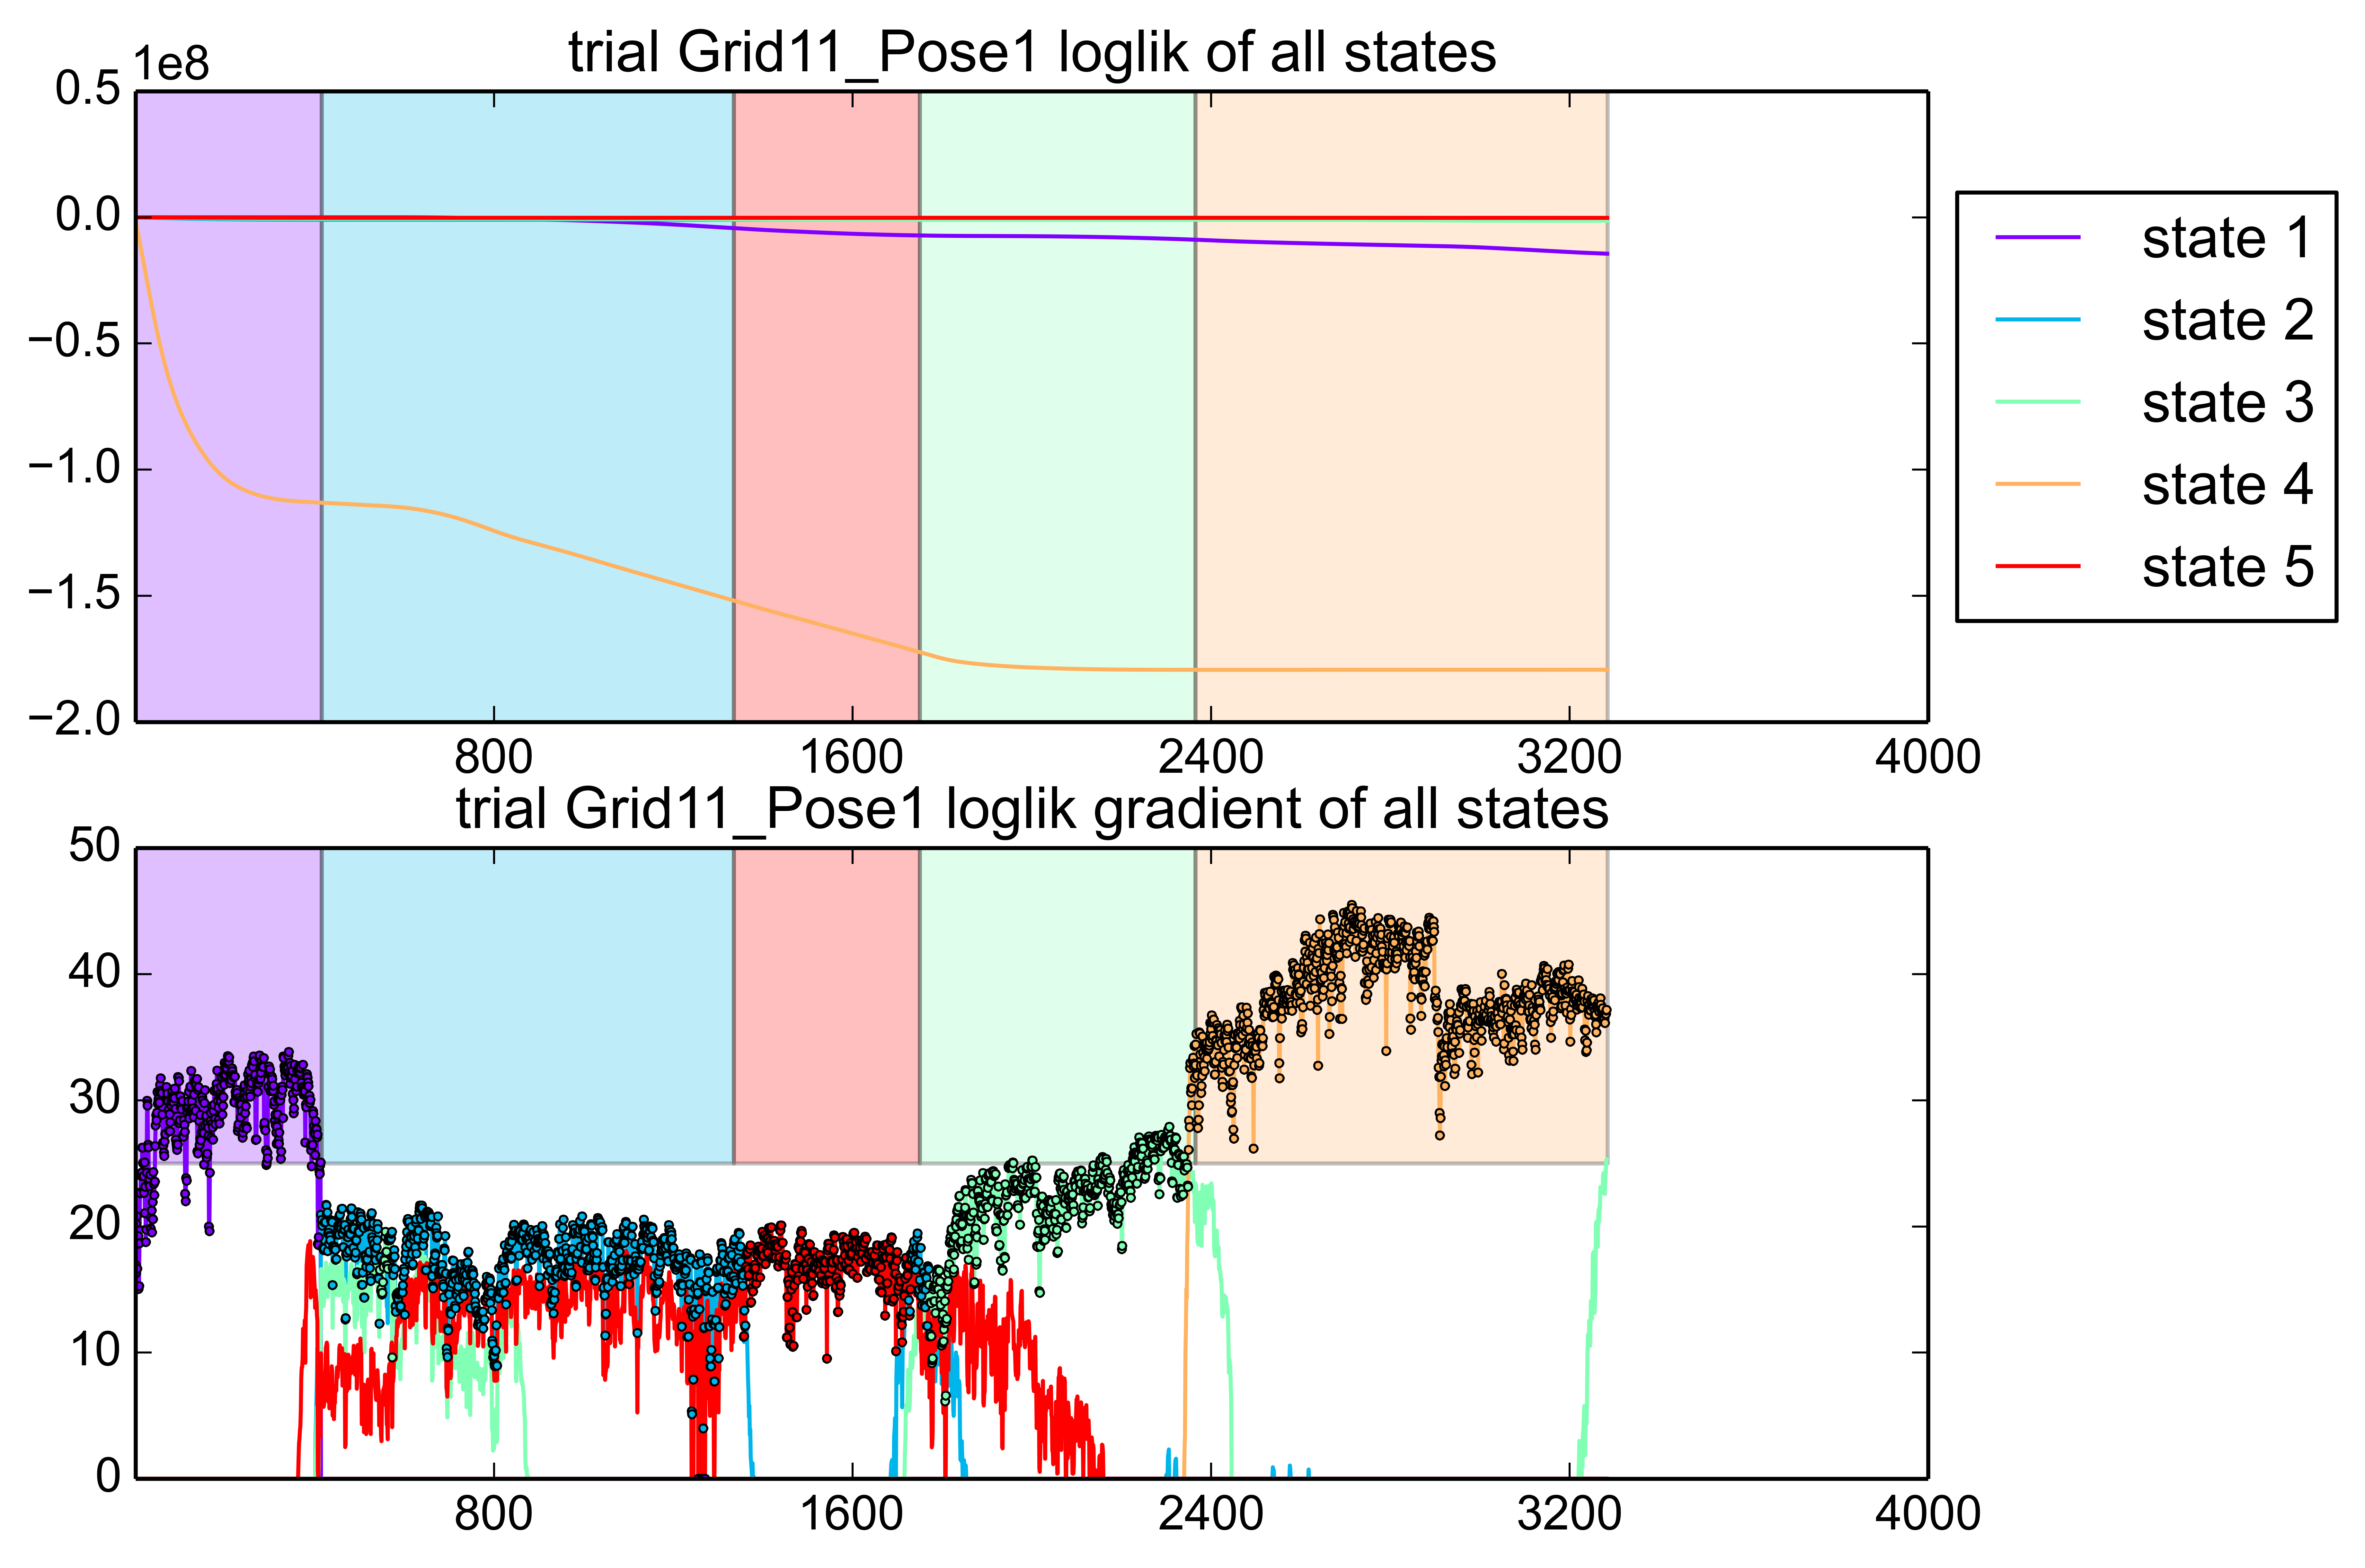 1e8
trial Grid11_Pose1 loglik of all states
0.5
0.0
−0.5
−1.0
−1.5
−2.0
800 1600 2400 3200 4000
state 1
state 2
state 3
state 4
state 5
trial Grid11_Pose1 loglik gradient of all states
50
40
30
20
10
0
800 1600 2400 3200 4000